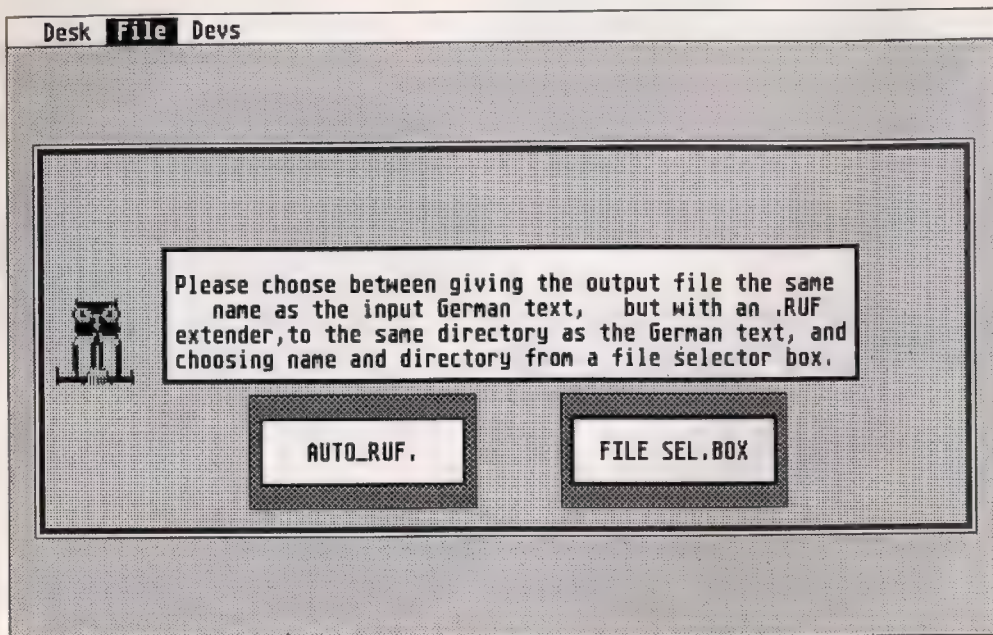 Desk File Devs
Please choose between giving the output file the same
name as the input German text, but with an .RUF
extender,to the same directory as the German text, and
choosing name and directory from a file selector box.
AUTO_RUF. FILE SEL.BOX